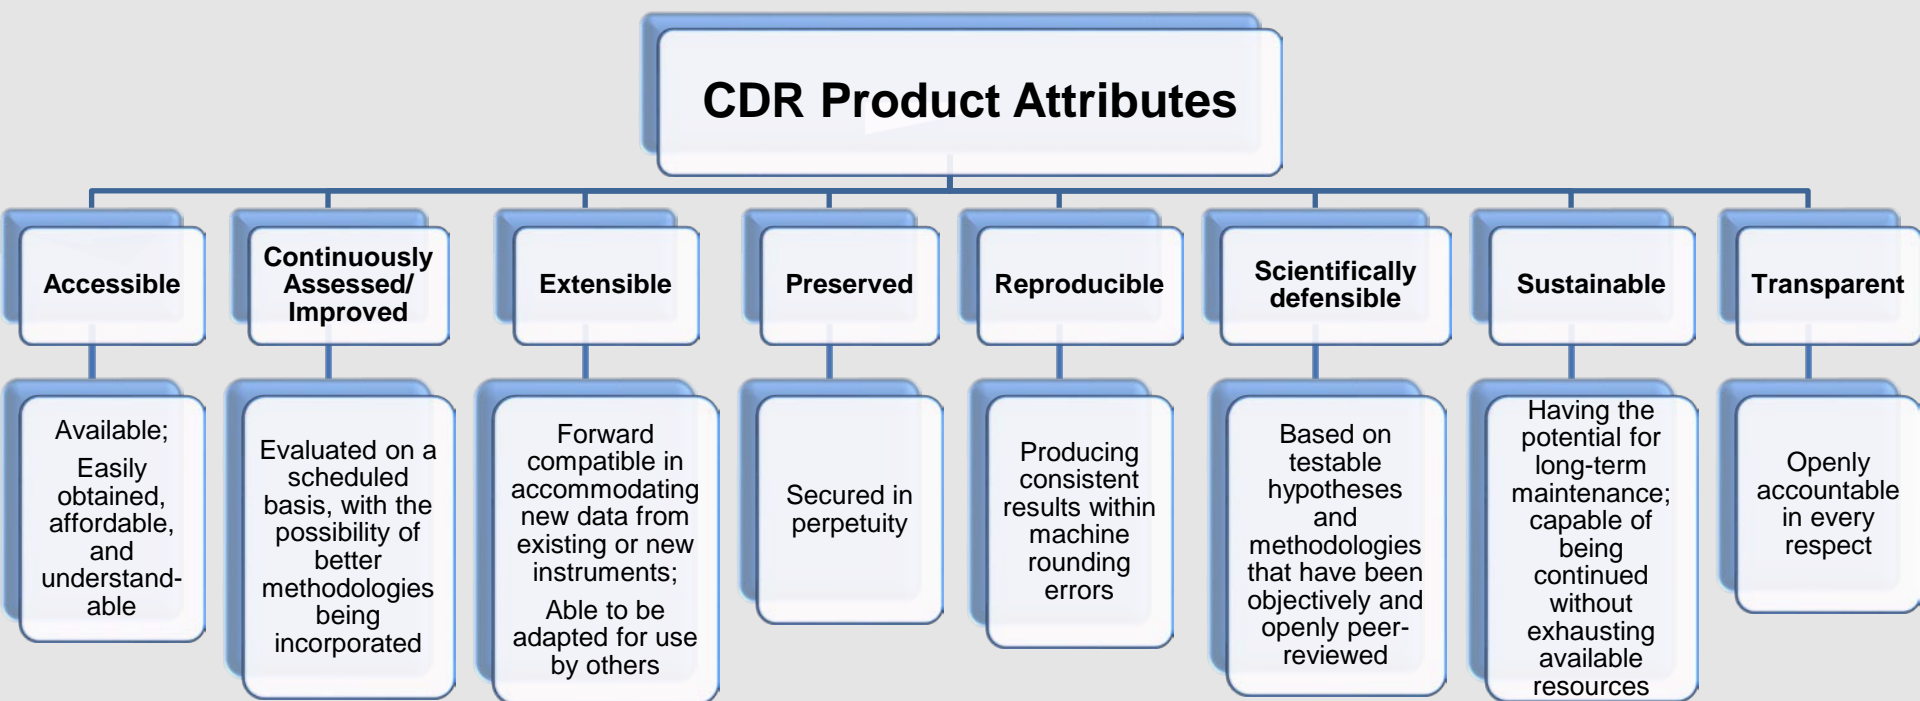 CDR Product Attributes
Accessible
Continuously
Assessed/
Improved
Extensible
Preserved
Reproducible
Scientifically
defensible
Sustainable
Transparent
Available;
Easily
obtained,
affordable,
and
understand-
able
Evaluated on a
scheduled
basis, with the
possibility of
better
methodologies
being
incorporated
Forward
compatible in
accommodating
new data from
existing or new
instruments;
Able to be
adapted for use
by others
Secured in
perpetuity
Producing
consistent
results within
machine
rounding
errors
Based on
testable
hypotheses
and
methodologies
that have been
objectively and
openly peer-
reviewed
Having the
potential for
long-term
maintenance;
capable of
being
continued
without
exhausting
available
resources
Openly
accountable
in every
respect